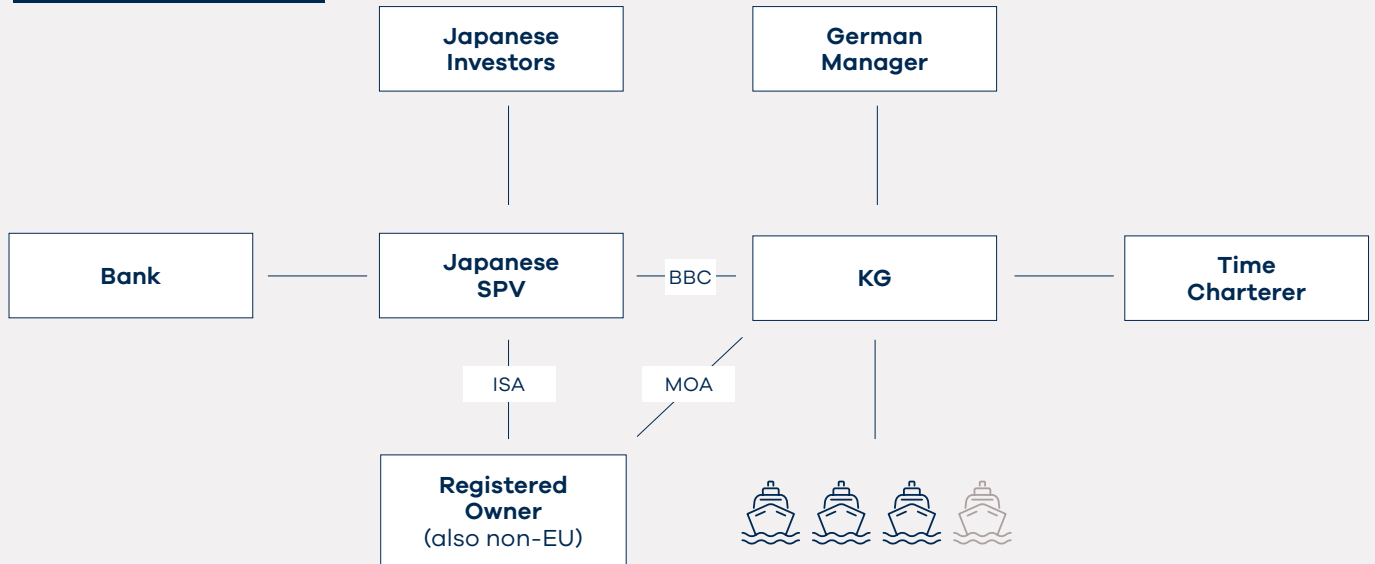 Japanese
Investors
German
Manager
Bank
Japanese
SPV
BBC
KG
Time
Charterer
ISA
MOA
Registered
Owner
(also non-EU)